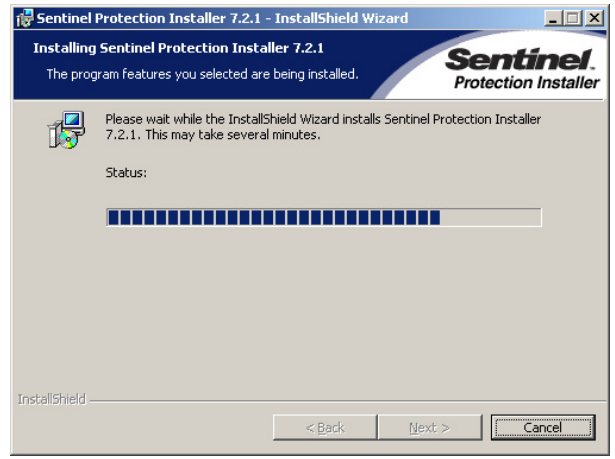 Sentinel Protection Installer 7.2.1 - InstallShield Wizard
Installing Sentinel Protection Installer 7.2.1
The program features you selected are being installed.
Sentinel.
Protection Installer
Please wait while the InstallShield Wizard installs Sentinel Protection Installer
7.2.1. This may take several minutes.
Status:
InstallShield
< Back
Next >
Cancel